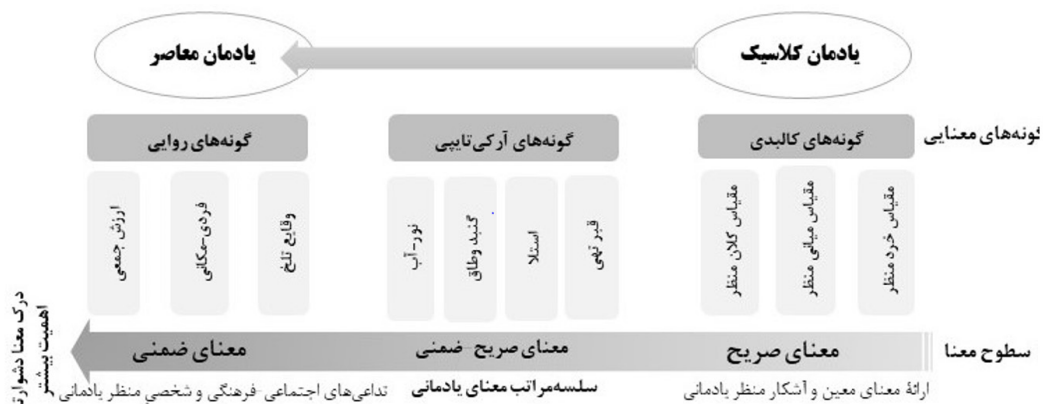 یادمان کلاسیک
یادمان معاصر
گونه‌های معنایی
گونه‌های کالبدی
گونه‌های آرکی‌تایپی
گونه‌های روایی
مقیاس خرد منظر
مقیاس میانی منظر
مقیاس کلان منظر
قبر تهی
استلا
گنبد وطاق
نور-آب
وقایع تلخ
فردی-مکانی
ارزش جمعی
سطوح معنا
معنای صریح
معنای صریح-ضمنی
معنای ضمنی
ارائهٔ معنای معین و آشکار منظر یادمانی
سلسه‌مراتب معنای یادمانی
تداعی‌های اجتماعی-فرهنگی و شخصی منظر یادمانی
درک معنا دشوارتر
اهمیت بیشتر